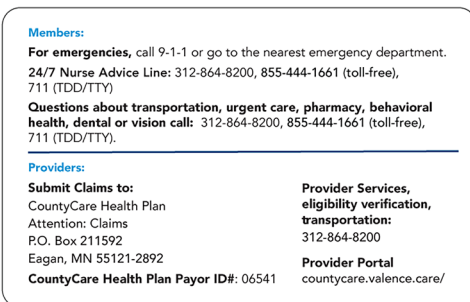 Members:
For emergencies, call 9-1-1 or go to the nearest emergency department.
24/7 Nurse Advice Line: 312-864-8200, 855-444-1661 (toll-free),
711 (TDD/TTY)
Questions about transportation, urgent care, pharmacy, behavioral
health, dental or vision call: 312-864-8200, 855-444-1661 (toll-free),
711 (TDD/TTY).
Providers:
Submit Claims to:
CountyCare Health Plan
Attention: Claims
P.O. Box 211592
Eagan, MN 55121-2892
CountyCare Health Plan Payor ID#: 06541
Provider Services,
eligibility verification,
transportation:
312-864-8200
Provider Portal
countycare.valence.care/